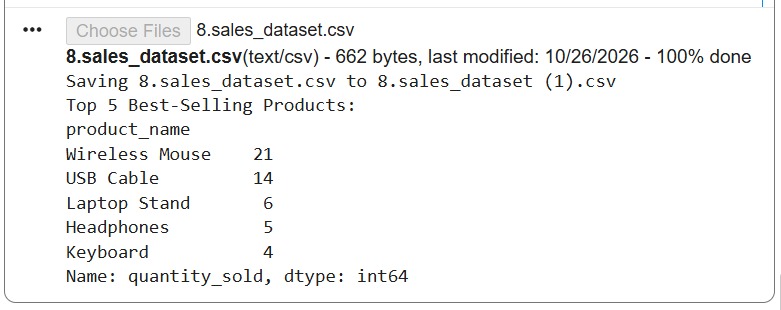 ••• Choose Files 8.sales_dataset.csv
8.sales_dataset.csv(text/csv) - 662 bytes, last modified: 10/26/2026 - 100% done
Saving 8.sales_dataset.csv to 8.sales_dataset (1).csv
Top 5 Best-Selling Products:
product_name
Wireless Mouse    21
USB Cable         14
Laptop Stand       6
Headphones         5
Keyboard           4
Name: quantity_sold, dtype: int64